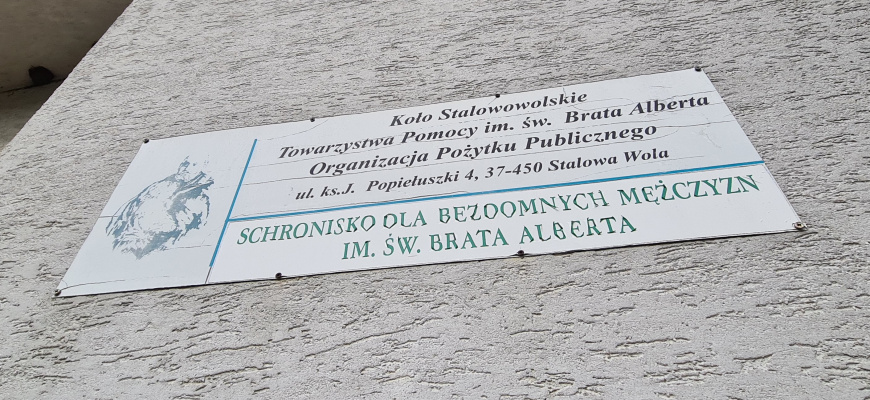 Koło Stalowowolskie
Towarzystwa Pomocy im. św. Brata Alberta
Organizacja Pożytku Publicznego
ul. ks.J. Popiełuszki 4, 37-450 Stalowa Wola
SCHRONISKO DLA BEZDOMNYCH MĘŻCZYZN
IM. ŚW. BRATA ALBERTA